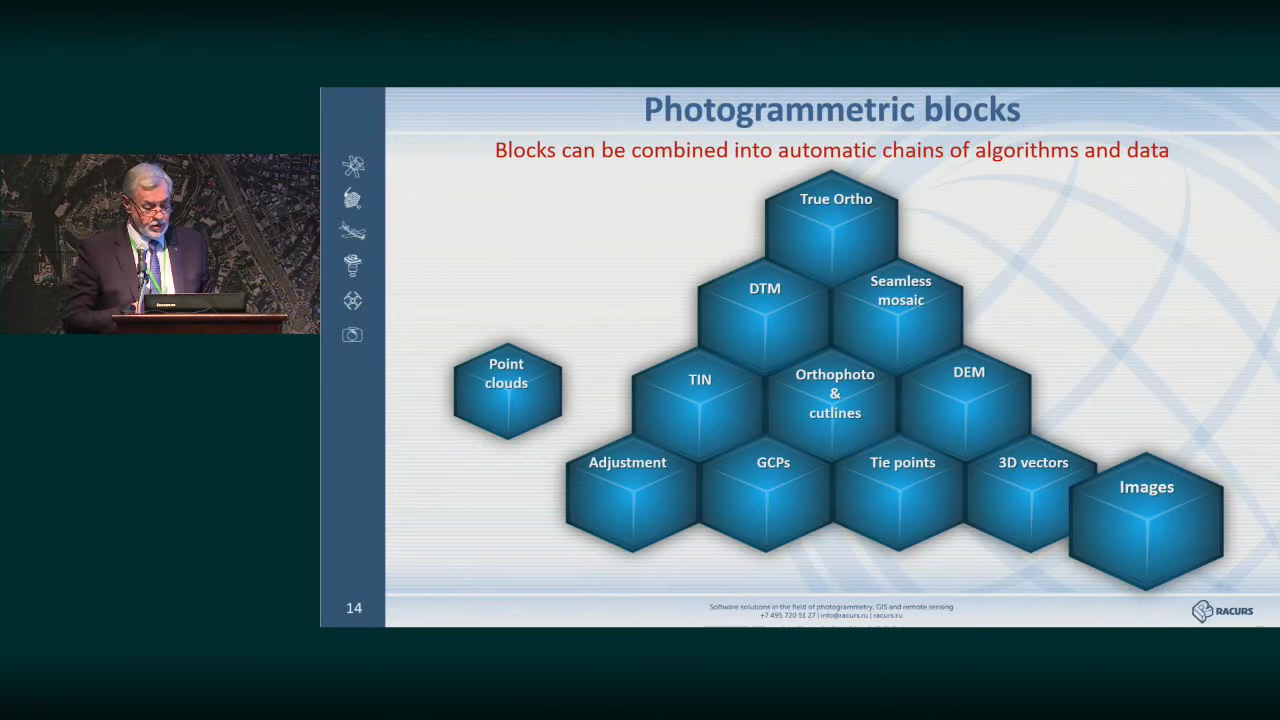 Photogrammetric blocks
Blocks can be combined into automatic chains of algorithms and data
True Ortho
DTM
Seamless
mosaic
Point
clouds
TIN
Orthophoto
&
cutlines
DEM
Adjustment
GCPs
Tie points
3D vectors
Images
14
Software solutions in the field of photogrammetry, GIS and remote sensing
+7 495 720 51 27 | info@racurs.ru | racurs.ru
RACURS